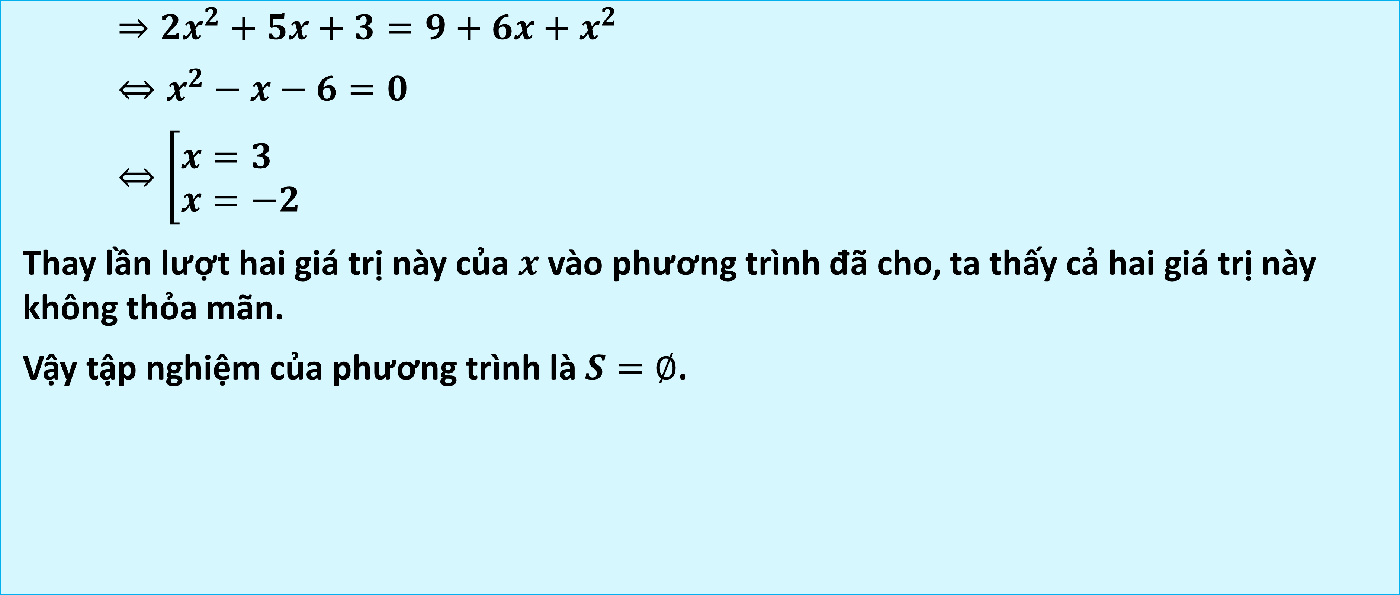 ⇒ 2x² + 5x + 3 = 9 + 6x + x²
⇔ x² − x − 6 = 0
⇔ [x = 3
x = −2
Thay lần lượt hai giá trị này của x vào phương trình đã cho, ta thấy cả hai giá trị này
không thỏa mãn.
Vậy tập nghiệm của phương trình là S = ∅.